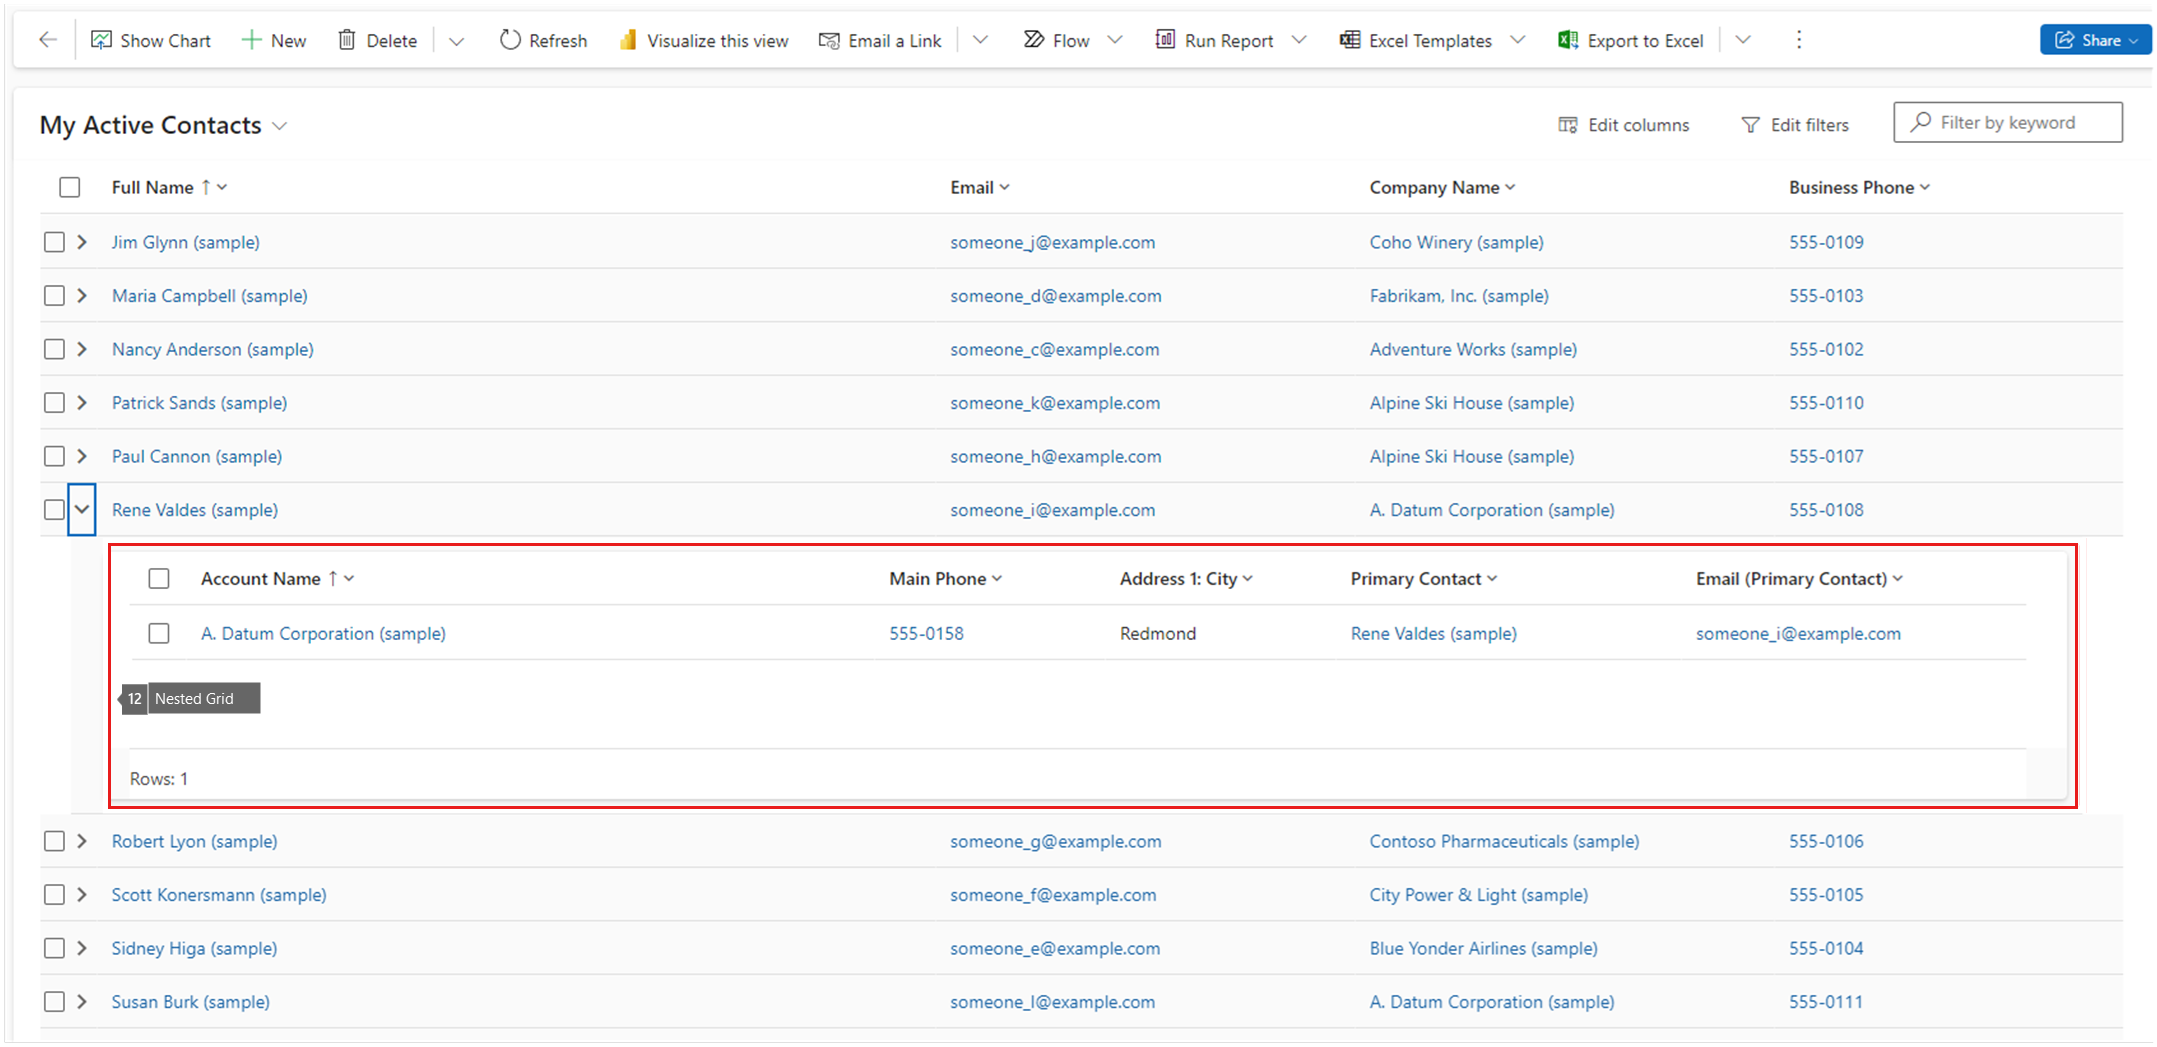 Show Chart New Delete Refresh Visualize this view Email a Link Flow Run Report Excel Templates Export to Excel Share
My Active Contacts Edit columns Edit filters Filter by keyword
Full Name Email Company Name Business Phone
Jim Glynn (sample) someone_j@example.com Coho Winery (sample) 555-0109
Maria Campbell (sample) someone_d@example.com Fabrikam, Inc. (sample) 555-0103
Nancy Anderson (sample) someone_c@example.com Adventure Works (sample) 555-0102
Patrick Sands (sample) someone_k@example.com Alpine Ski House (sample) 555-0110
Paul Cannon (sample) someone_h@example.com Alpine Ski House (sample) 555-0107
Rene Valdes (sample) someone_i@example.com A. Datum Corporation (sample) 555-0108
Account Name Main Phone Address 1: City Primary Contact Email (Primary Contact)
A. Datum Corporation (sample) 555-0158 Redmond Rene Valdes (sample) someone_i@example.com
12 Nested Grid
Rows: 1
Robert Lyon (sample) someone_g@example.com Contoso Pharmaceuticals (sample) 555-0106
Scott Konersmann (sample) someone_f@example.com City Power & Light (sample) 555-0105
Sidney Higa (sample) someone_e@example.com Blue Yonder Airlines (sample) 555-0104
Susan Burk (sample) someone_l@example.com A. Datum Corporation (sample) 555-0111